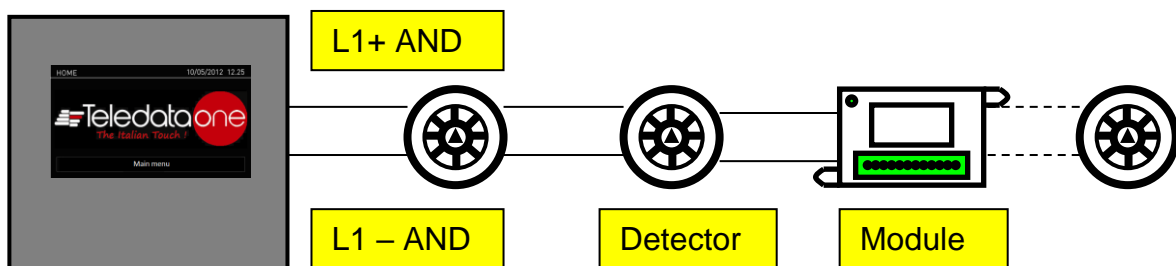 HOME 10/05/2012 12.25
Teledata one
The Italian Touch !
Main menu
L1+ AND
L1 – AND
Detector
Module